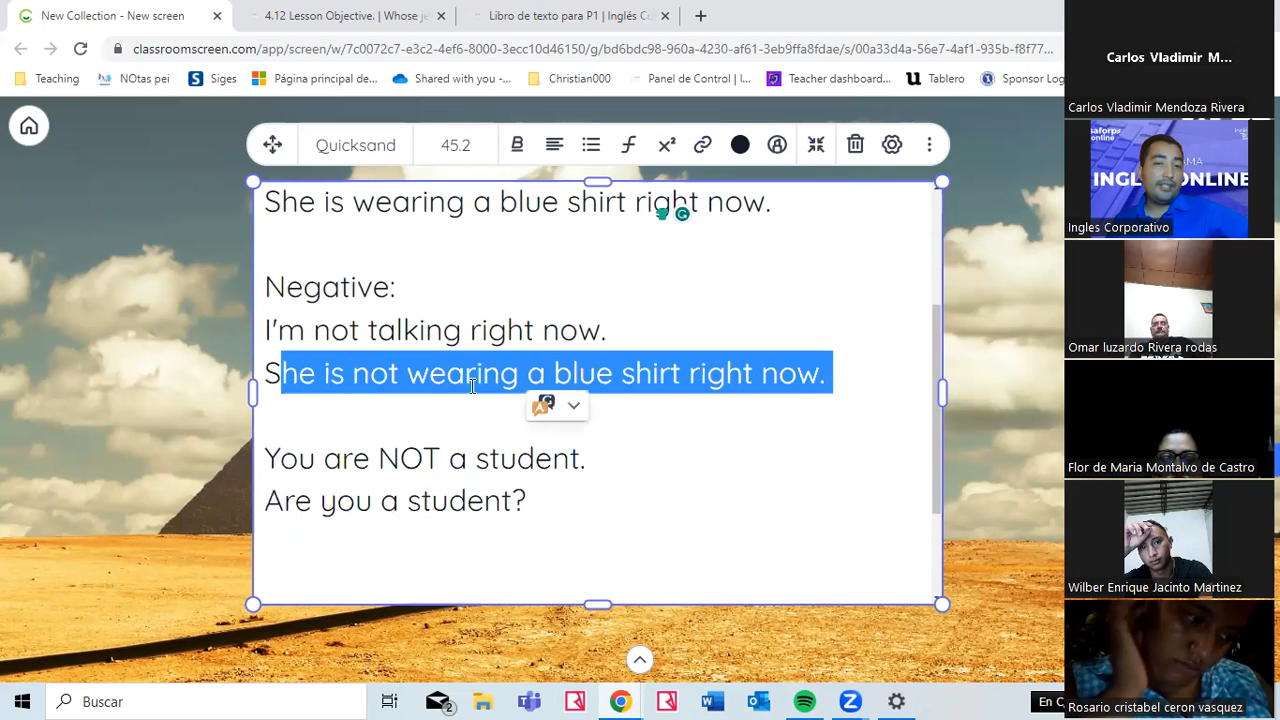 New Collection - New screen
4.12 Lesson Objective. | Whose je
Libro de texto para P1 | Inglés Co
classroomscreen.com/app/screen/w/7c0072c7-e3c2-4ef6-8000-3ecc10d46150/g/bd6bdc98-960a-4230-af61-3eb9ffa8fdae/s/00a33d4a-56e7-4af1-935b-f8f77...
Teaching
NOtas pei
Siges
Página principal de...
Shared with you -...
Christian000
Panel de Control | I...
Teacher dashboard...
Tablero
Sponsor Log
Quicksand
45.2
She is wearing a blue shirt right now.
Negative:
I'm not talking right now.
She is not wearing a blue shirt right now.
You are NOT a student.
Are you a student?
Carlos Vladimir M...
Carlos Vladimir Mendoza Rivera
INGL
ONLINE
Ingles Corporativo
Omar luzardo Rivera rodas
Flor de Maria Montalvo de Castro
Wilber Enrique Jacinto Martinez
Rosario cristabel ceron vasquez
Buscar
2